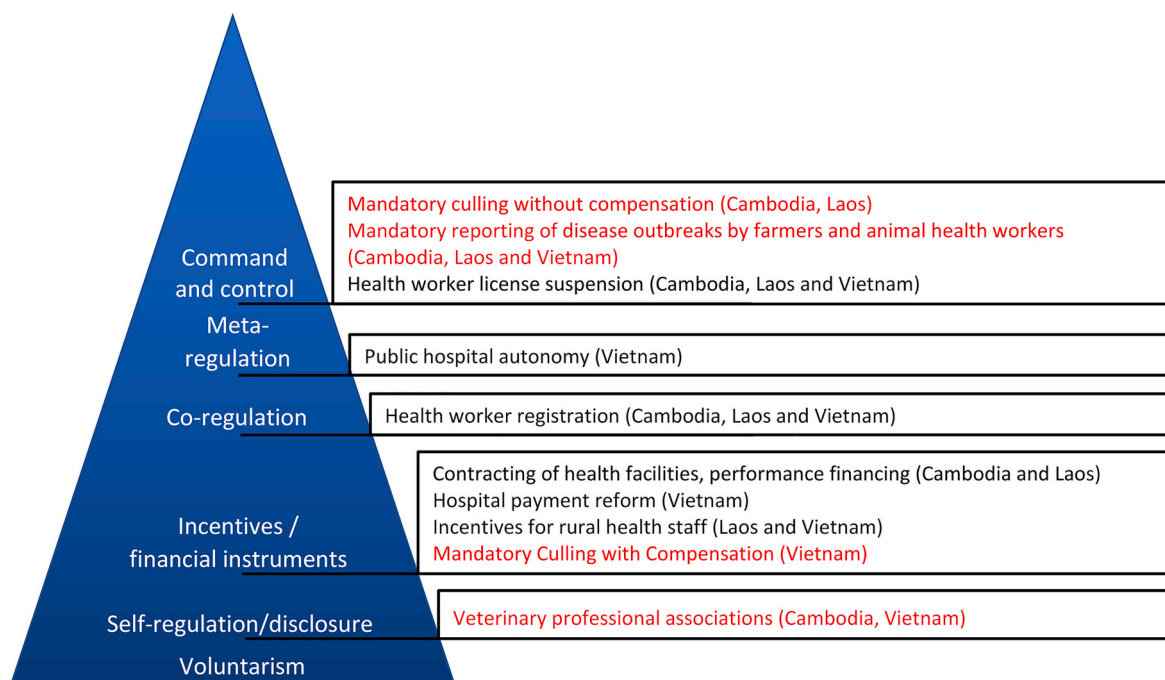 Mandatory culling without compensation (Cambodia, Laos)
Mandatory reporting of disease outbreaks by farmers and animal health workers
(Cambodia, Laos and Vietnam)
Health worker license suspension (Cambodia, Laos and Vietnam)
Command
and control
Meta-
regulation
Public hospital autonomy (Vietnam)
Co-regulation
Health worker registration (Cambodia, Laos and Vietnam)
Contracting of health facilities, performance financing (Cambodia and Laos)
Hospital payment reform (Vietnam)
Incentives for rural health staff (Laos and Vietnam)
Mandatory Culling with Compensation (Vietnam)
Incentives /
financial instruments
Self-regulation/disclosure
Veterinary professional associations (Cambodia, Vietnam)
Voluntarism